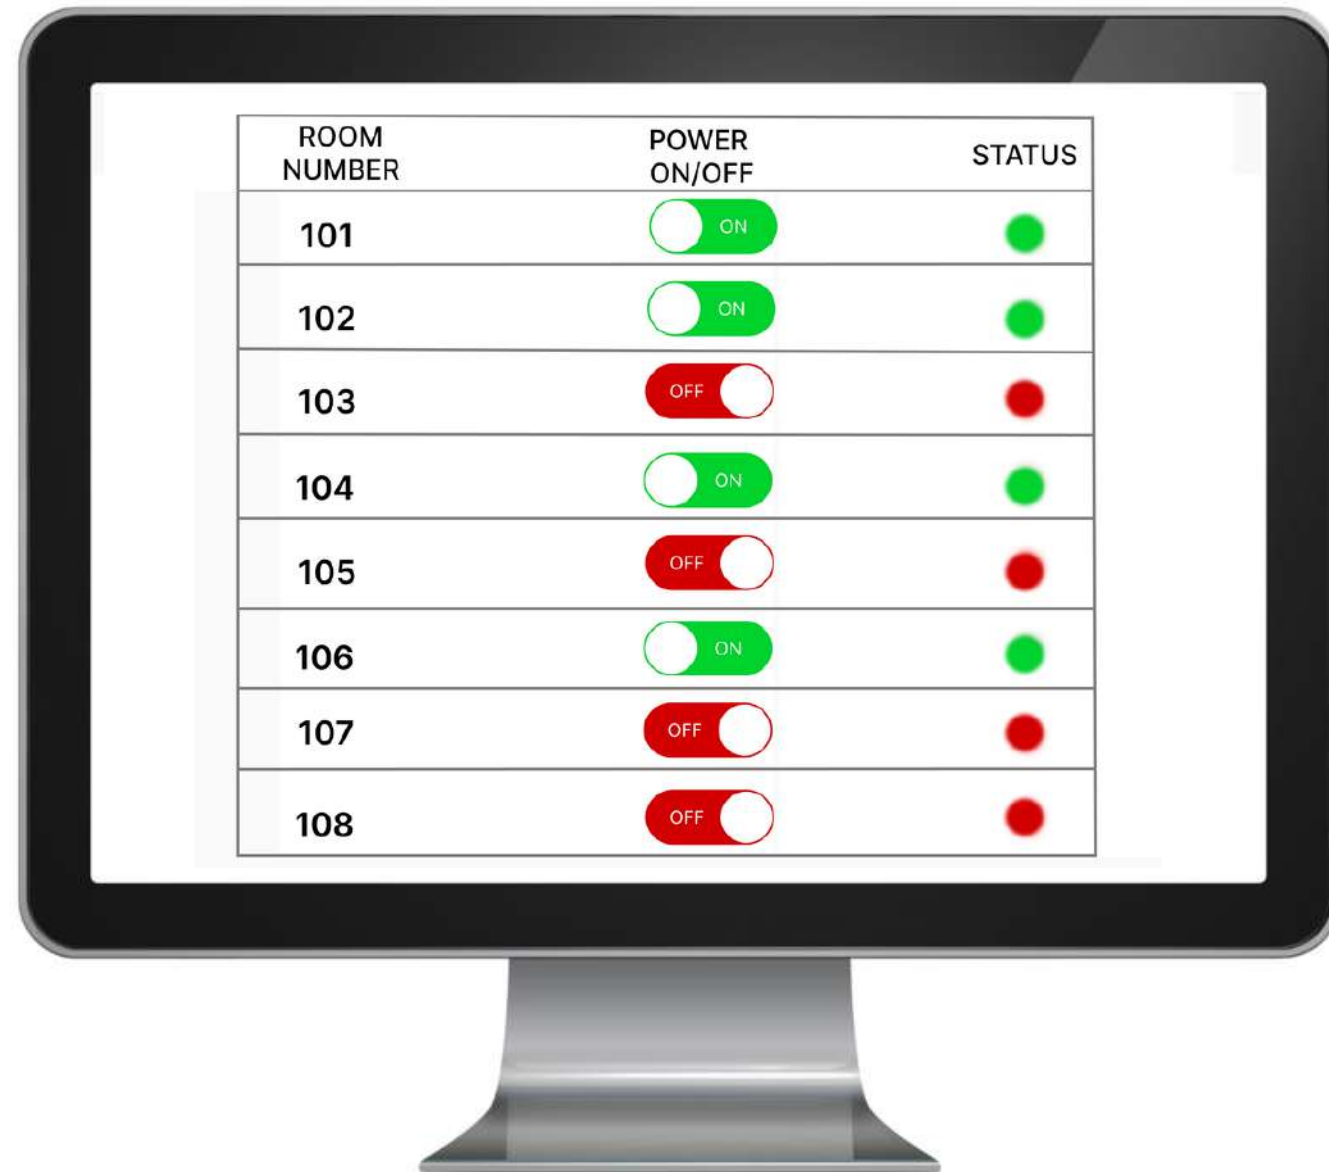 ROOM
NUMBER
POWER
ON/OFF
STATUS
101 ON
102 ON
103 OFF
104 ON
105 OFF
106 ON
107 OFF
108 OFF